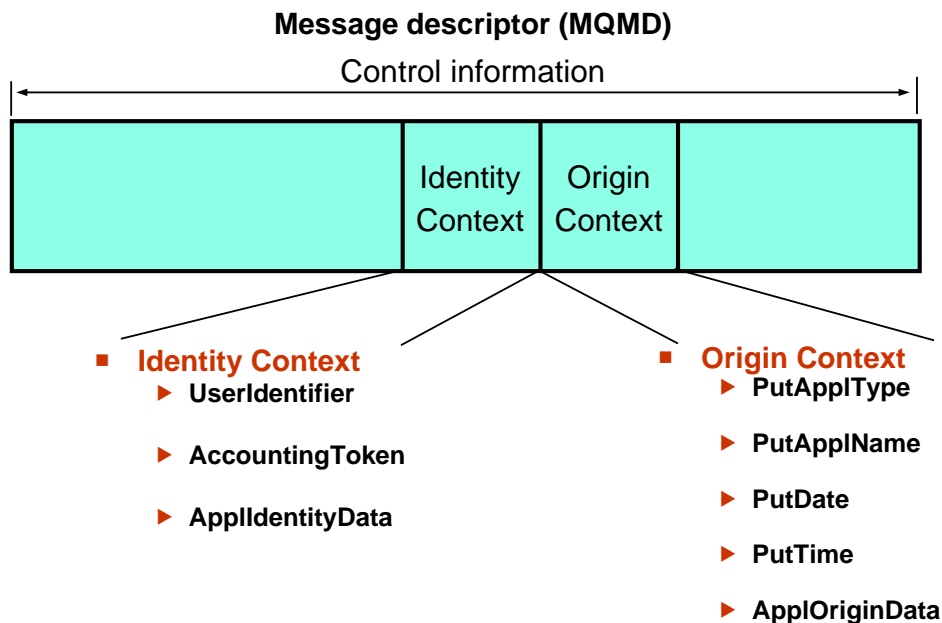 Message descriptor (MQMD)
Control information
Identity
Context
Origin
Context
Identity Context
UserIdentifier
AccountingToken
ApplIdentityData
Origin Context
PutApplType
PutApplName
PutDate
PutTime
ApplOriginData